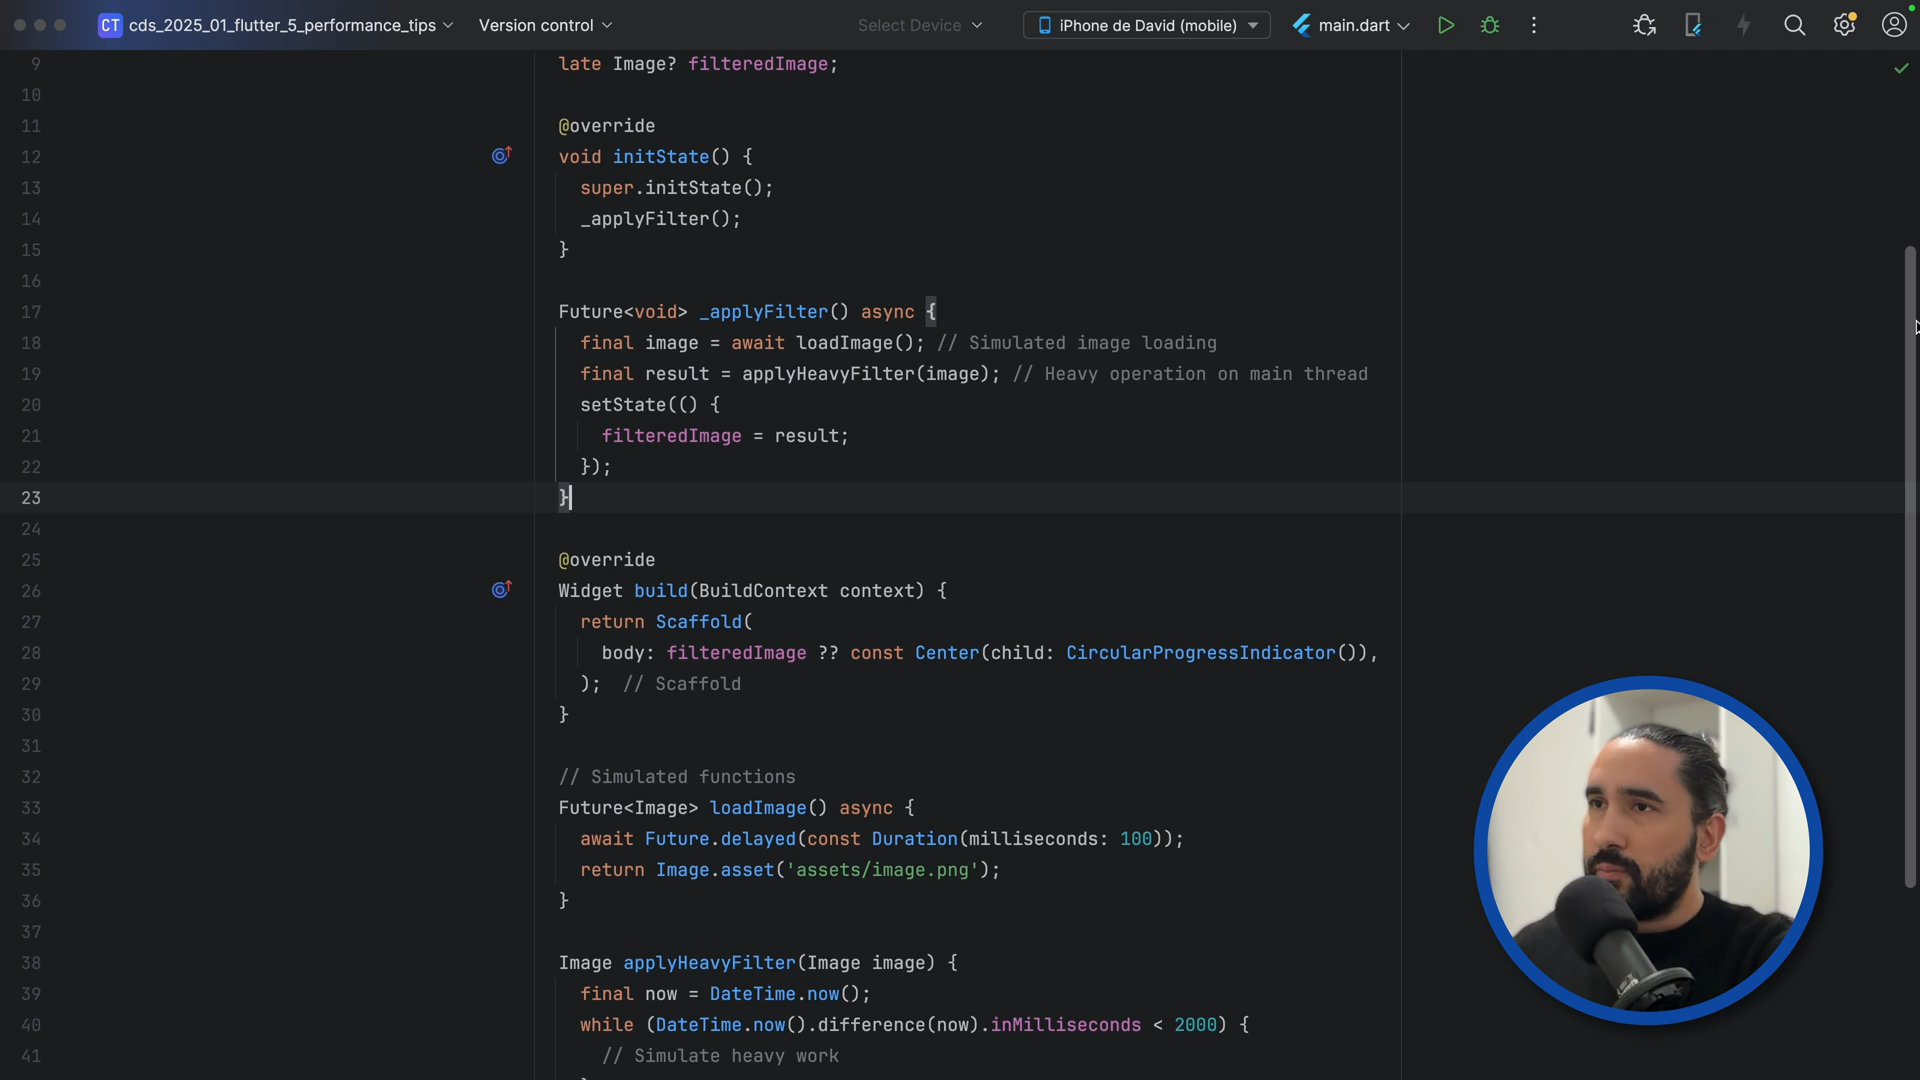 CT cds_2025_01_flutter_5_performance_tips Version control Select Device iPhone de David (mobile) main.dart
9 late Image? filteredImage;
10
11 @override
12 void initState() {
13 super.initState();
14 _applyFilter();
15 }
16
17 Future<void> _applyFilter() async {
18 final image = await loadImage(); // Simulated image loading
19 final result = applyHeavyFilter(image); // Heavy operation on main thread
20 setState(() {
21 filteredImage = result;
22 });
23 }
24
25 @override
26 Widget build(BuildContext context) {
27 return Scaffold(
28 body: filteredImage ?? const Center(child: CircularProgressIndicator()),
29 ); // Scaffold
30 }
31
32 // Simulated functions
33 Future<Image> loadImage() async {
34 await Future.delayed(const Duration(milliseconds: 100));
35 return Image.asset('assets/image.png');
36 }
37
38 Image applyHeavyFilter(Image image) {
39 final now = DateTime.now();
40 while (DateTime.now().difference(now).inMilliseconds < 2000) {
41 // Simulate heavy work